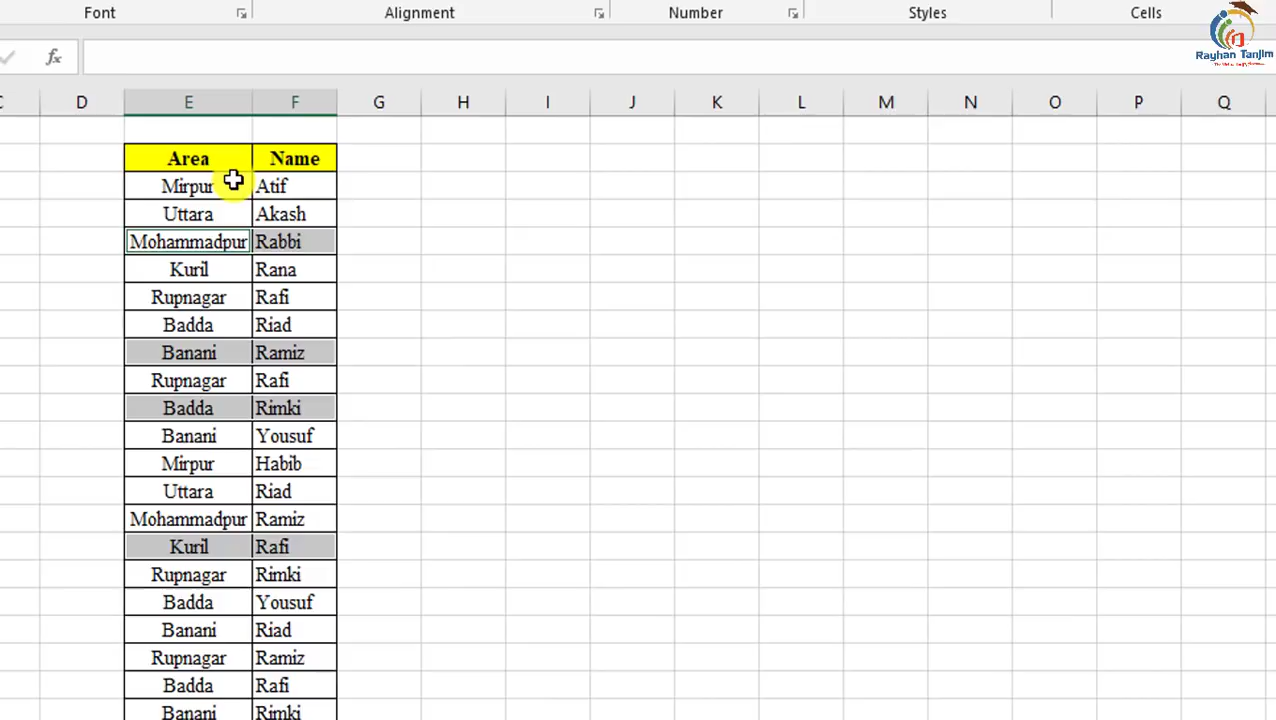 Font Alignment Number Styles Cells
fx
Rayhan Tanjim
C D E F G H I J K L M N O P Q
Area Name
Mirpur Atif
Uttara Akash
Mohammadpur Rabbi
Kuril Rana
Rupnagar Rafi
Badda Riad
Banani Ramiz
Rupnagar Rafi
Badda Rimki
Banani Yousuf
Mirpur Habib
Uttara Riad
Mohammadpur Ramiz
Kuril Rafi
Rupnagar Rimki
Badda Yousuf
Banani Riad
Rupnagar Ramiz
Badda Rafi
Banani Rimki